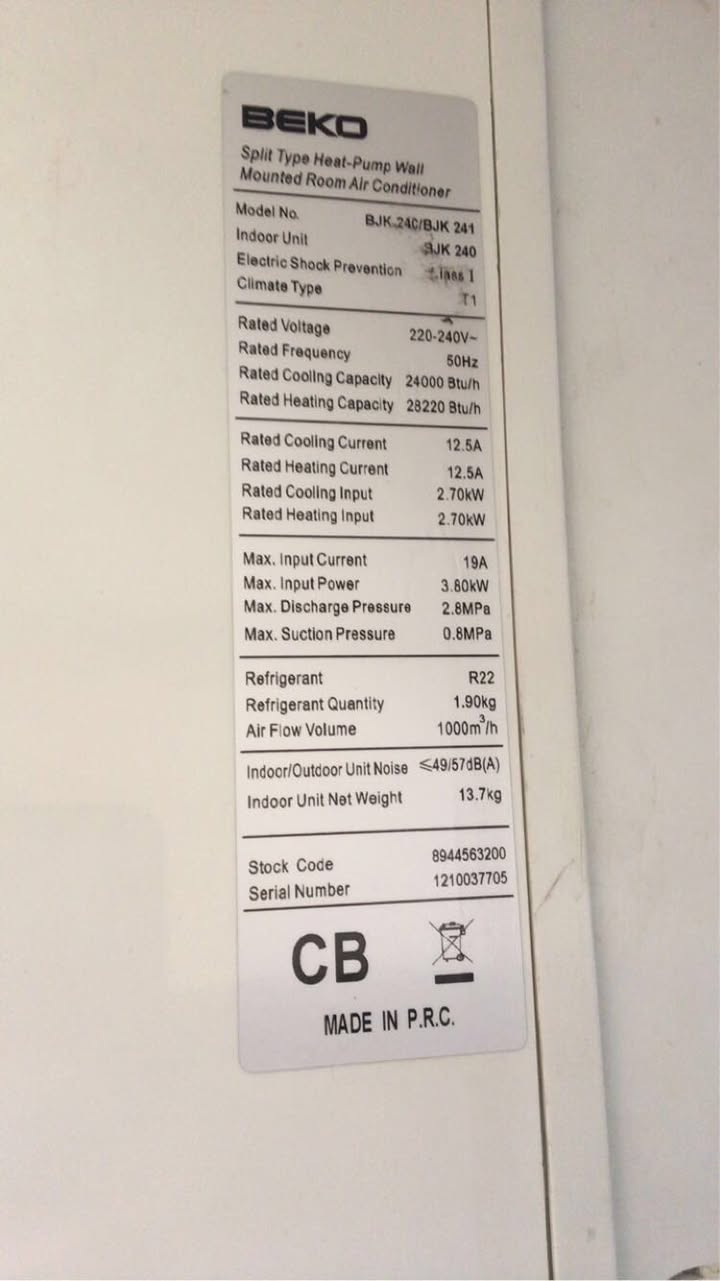 BEKO
Split Type Heat-Pump Wall
Mounted Room Air Conditioner
Model No. BJK 240/BJK 241
Indoor Unit BJK 240
Electric Shock Prevention Class I
Climate Type T1
Rated Voltage 220-240V~
Rated Frequency 50Hz
Rated Cooling Capacity 24000 Btu/h
Rated Heating Capacity 28220 Btu/h
Rated Cooling Current 12.5A
Rated Heating Current 12.5A
Rated Cooling Input 2.70kW
Rated Heating Input 2.70kW
Max. Input Current 19A
Max. Input Power 3.80kW
Max. Discharge Pressure 2.8MPa
Max. Suction Pressure 0.8MPa
Refrigerant R22
Refrigerant Quantity 1.90kg
Air Flow Volume 1000m³/h
Indoor/Outdoor Unit Noise ≤49/57dB(A)
Indoor Unit Net Weight 13.7kg
Stock Code 8944563200
Serial Number 1210037705
CB
MADE IN P.R.C.